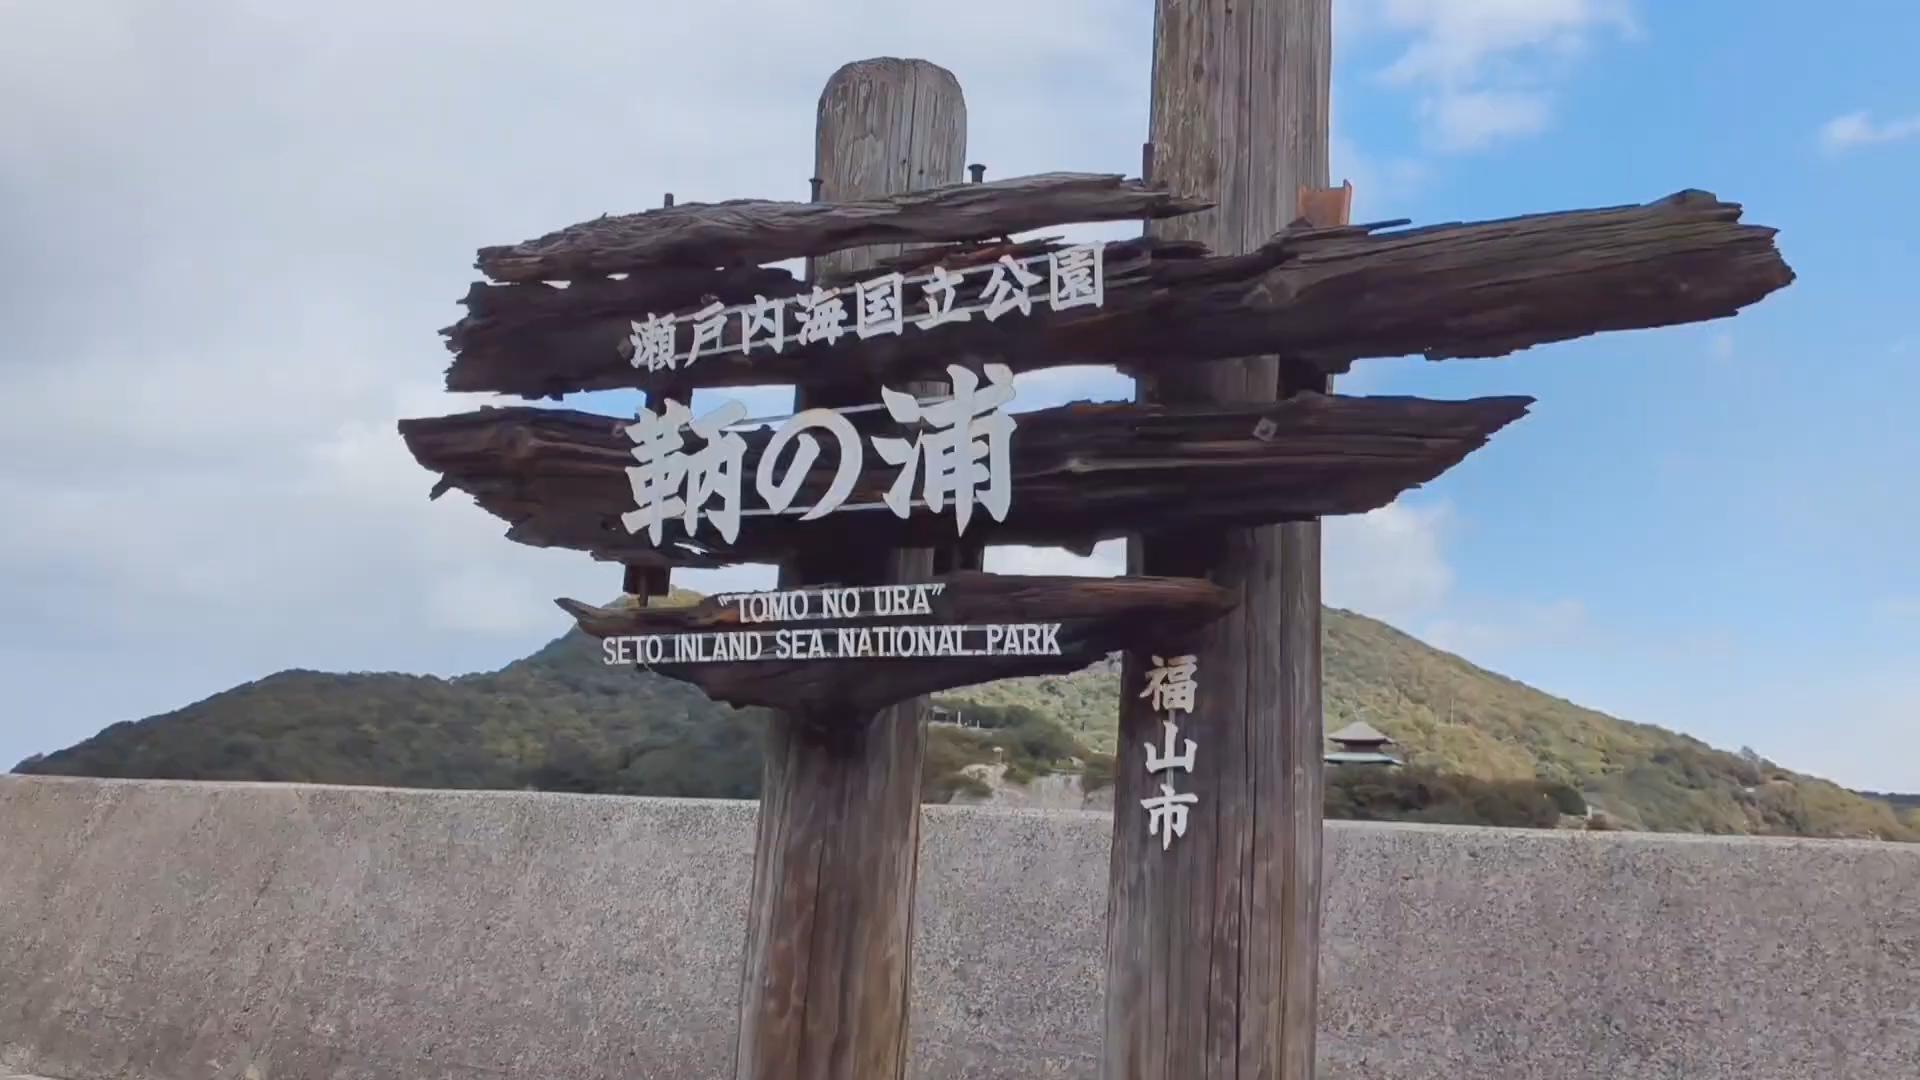 瀬戸内海国立公園
鞆の浦
"TOMO NO URA"
SETO INLAND SEA NATIONAL PARK
福山市